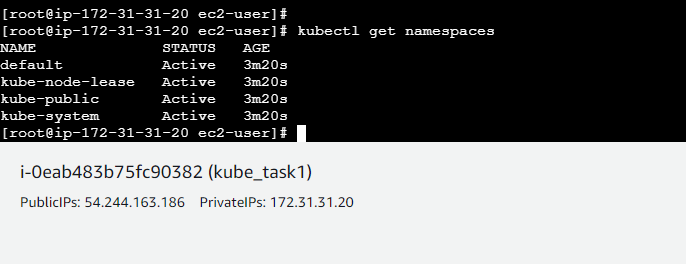 [root@ip-172-31-31-20 ec2-user]#
[root@ip-172-31-31-20 ec2-user]# kubectl get namespaces
NAME              STATUS   AGE
default           Active   3m20s
kube-node-lease   Active   3m20s
kube-public       Active   3m20s
kube-system       Active   3m20s
[root@ip-172-31-31-20 ec2-user]#
i-0eab483b75fc90382 (kube_task1)
PublicIPs: 54.244.163.186    PrivateIPs: 172.31.31.20